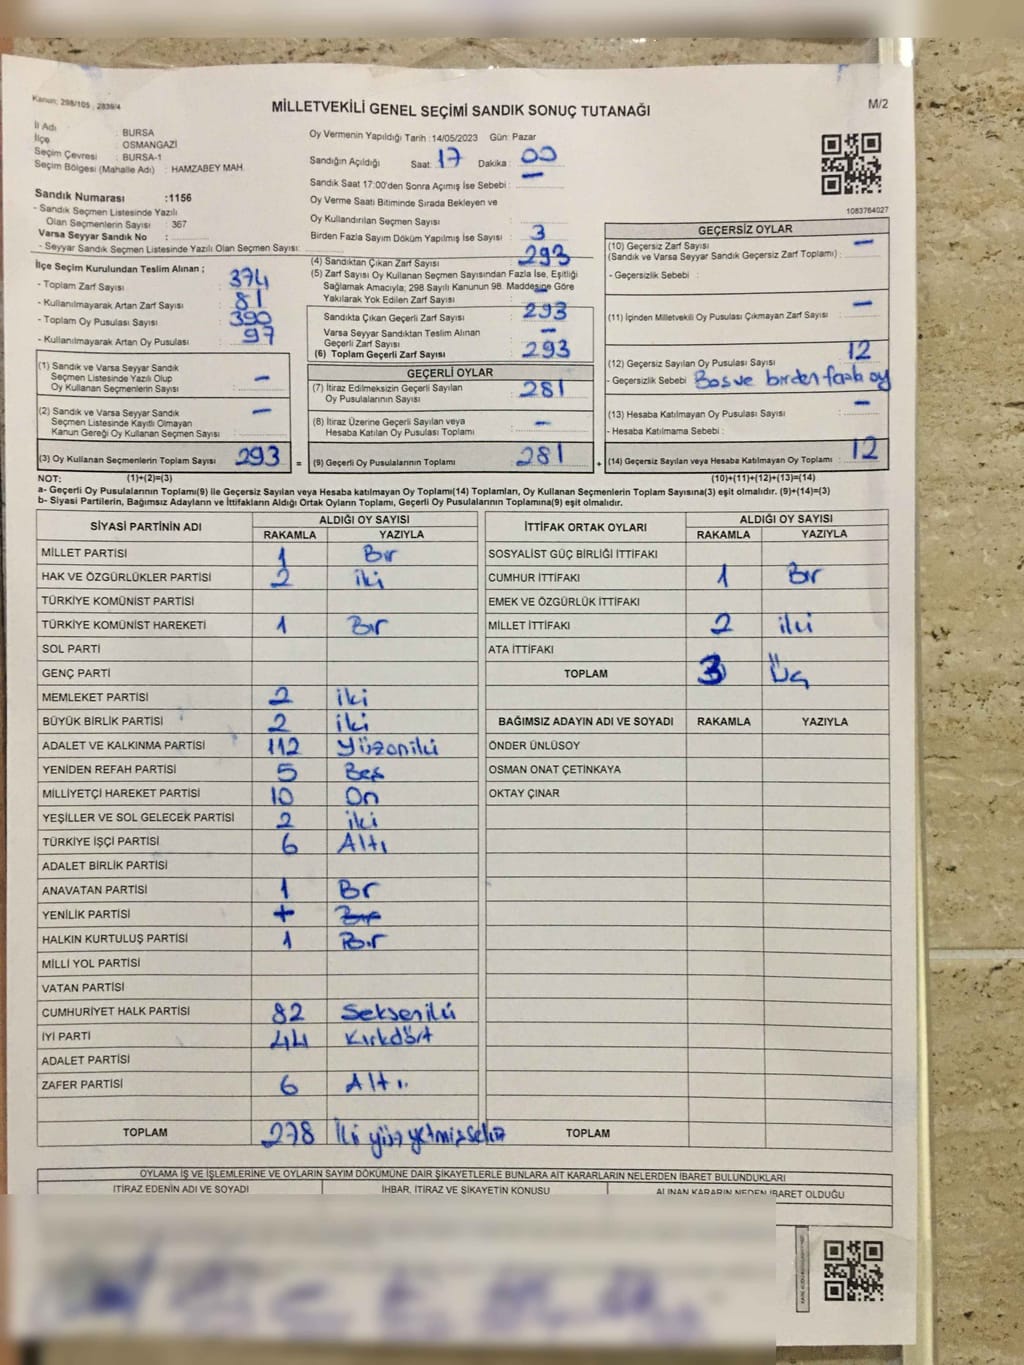 Kanun; 298/105 , 2839/4
MİLLETVEKİLİ GENEL SEÇİMİ SANDIK SONUÇ TUTANAĞI
M/2
İl Adı : BURSA
İlçe : OSMANGAZİ
Seçim Çevresi : BURSA-1
Seçim Bölgesi (Mahalle Adı) : HAMZABEY MAH.
Oy Vermenin Yapıldığı Tarih :14/05/2023 Gün: Pazar
Sandığın Açıldığı Saat: 17 Dakika : 00
Sandık Saat 17:00'den Sonra Açımış İse Sebebi : —
Oy Verme Saati Bitiminde Sırada Bekleyen ve
Oy Kullandırılan Seçmen Sayısı :
Birden Fazla Sayım Döküm Yapılmış İse Sayısı : 3
Sandık Numarası :1156
- Sandık Seçmen Listesinde Yazılı
Olan Seçmenlerin Sayısı : 367
Varsa Seyyar Sandık No :
- Seyyar Sandık Seçmen Listesinde Yazılı Olan Seçmen Sayısı:
1083764027
İlçe Seçim Kurulundan Teslim Alınan ;
- Toplam Zarf Sayısı : 374
- Kullanılmayarak Artan Zarf Sayısı : 81
- Toplam Oy Pusulası Sayısı : 390
- Kullanılmayarak Artan Oy Pusulası : 97
(4) Sandıktan Çıkan Zarf Sayısı : 293
(5) Zarf Sayısı Oy Kullanan Seçmen Sayısından Fazla İse, Eşitliği
Sağlamak Amacıyla, 298 Sayılı Kanunun 98. Maddesine Göre
Yakılarak Yok Edilen Zarf Sayısı : —
Sandıkta Çıkan Geçerli Zarf Sayısı : 293
Varsa Seyyar Sandıktan Teslim Alınan
Geçerli Zarf Sayısı : —
(6) Toplam Geçerli Zarf Sayısı : 293
GEÇERSİZ OYLAR
(10) Geçersiz Zarf Sayısı —
(Sandık ve Varsa Seyyar Sandık Geçersiz Zarf Toplamı) :
- Geçersizlik Sebebi :
(11) İçinden Milletvekili Oy Pusulası Çıkmayan Zarf Sayısı : —
(12) Geçersiz Sayılan Oy Pusulası Sayısı : 12
- Geçersizlik Sebebi : Bos ve birden fazla oy
(13) Hesaba Katılmayan Oy Pusulası Sayısı : —
- Hesaba Katılmama Sebebi :
(14) Geçersiz Sayılan veya Hesaba Katılmayan Oy Toplamı : 12
(1) Sandık ve Varsa Seyyar Sandık
Seçmen Listesinde Yazılı Olup
Oy Kullanan Seçmenlerin Sayısı : —
(2) Sandık ve Varsa Seyyar Sandık
Seçmen Listesinde Kayıtlı Olmayan
Kanun Gereği Oy Kullanan Seçmen Sayısı : —
(3) Oy Kullanan Seçmenlerin Toplam Sayısı : 293
GEÇERLİ OYLAR
(7) İtiraz Edilmeksizin Geçerli Sayılan
Oy Pusulalarının Sayısı : 281
(8) İtiraz Üzerine Geçerli Sayılan veya
Hesaba Katılan Oy Pusulası Toplamı : —
= (9) Geçerli Oy Pusulalarının Toplamı : 281 +
NOT: (1)+(2)=(3) (10)+(11)+(12)+(13)=(14)
a- Geçerli Oy Pusulalarının Toplamı(9) ile Geçersiz Sayılan veya Hesaba katılmayan Oy Toplamı(14) Toplamları, Oy Kullanan Seçmenlerin Toplam Sayısına(3) eşit olmalıdır. (9)+(14)=(3)
b- Siyasi Partilerin, Bağımsız Adayların ve İttifakların Aldığı Ortak Oyların Toplamı, Geçerli Oy Pusulalarının Toplamına(9) eşit olmalıdır.
SİYASİ PARTİNİN ADI ALDIĞI OY SAYISI
RAKAMLA YAZIYLA
MİLLET PARTİSİ 1 Bir
HAK VE ÖZGÜRLÜKLER PARTİSİ 2 iki
TÜRKİYE KOMÜNİST PARTİSİ
TÜRKİYE KOMÜNİST HAREKETİ 1 Bır
SOL PARTİ
GENÇ PARTİ
MEMLEKET PARTİSİ 2 iki
BÜYÜK BİRLİK PARTİSİ 2 iki
ADALET VE KALKINMA PARTİSİ 112 Yüzoniki
YENİDEN REFAH PARTİSİ 5 Beş
MİLLİYETÇİ HAREKET PARTİSİ 10 On
YEŞİLLER VE SOL GELECEK PARTİSİ 2 iki
TÜRKİYE İŞÇİ PARTİSİ 6 Altı
ADALET BİRLİK PARTİSİ
ANAVATAN PARTİSİ 1 Br
YENİLİK PARTİSİ
HALKIN KURTULUŞ PARTİSİ 1 Bır
MİLLİ YOL PARTİSİ
VATAN PARTİSİ
CUMHURİYET HALK PARTİSİ 82 Seksenikü
İYİ PARTİ 44 Kırkdört
ADALET PARTİSİ
ZAFER PARTİSİ 6 Altı
TOPLAM 278 İki yüz yetmişsekiz
İTTİFAK ORTAK OYLARI ALDIĞI OY SAYISI
RAKAMLA YAZIYLA
SOSYALİST GÜÇ BİRLİĞİ İTTİFAKI
CUMHUR İTTİFAKI 1 Bır
EMEK VE ÖZGÜRLÜK İTTİFAKI
MİLLET İTTİFAKI 2 iki
ATA İTTİFAKI
TOPLAM 3 Üç
BAĞIMSIZ ADAYIN ADI VE SOYADI RAKAMLA YAZIYLA
ÖNDER ÜNLÜSOY
OSMAN ONAT ÇETİNKAYA
OKTAY ÇINAR
TOPLAM
OYLAMA İŞ VE İŞLEMLERİNE VE OYLARIN SAYIM DÖKÜMÜNE DAİR ŞİKAYETLERLE BUNLARA AİT KARARLARIN NELERDEN İBARET BULUNDUKLARI
İTİRAZ EDENİN ADI VE SOYADI İHBAR, İTİRAZ VE ŞİKAYETİN KONUSU ALINAN KARARIN NEDEN İBARET OLDUĞU